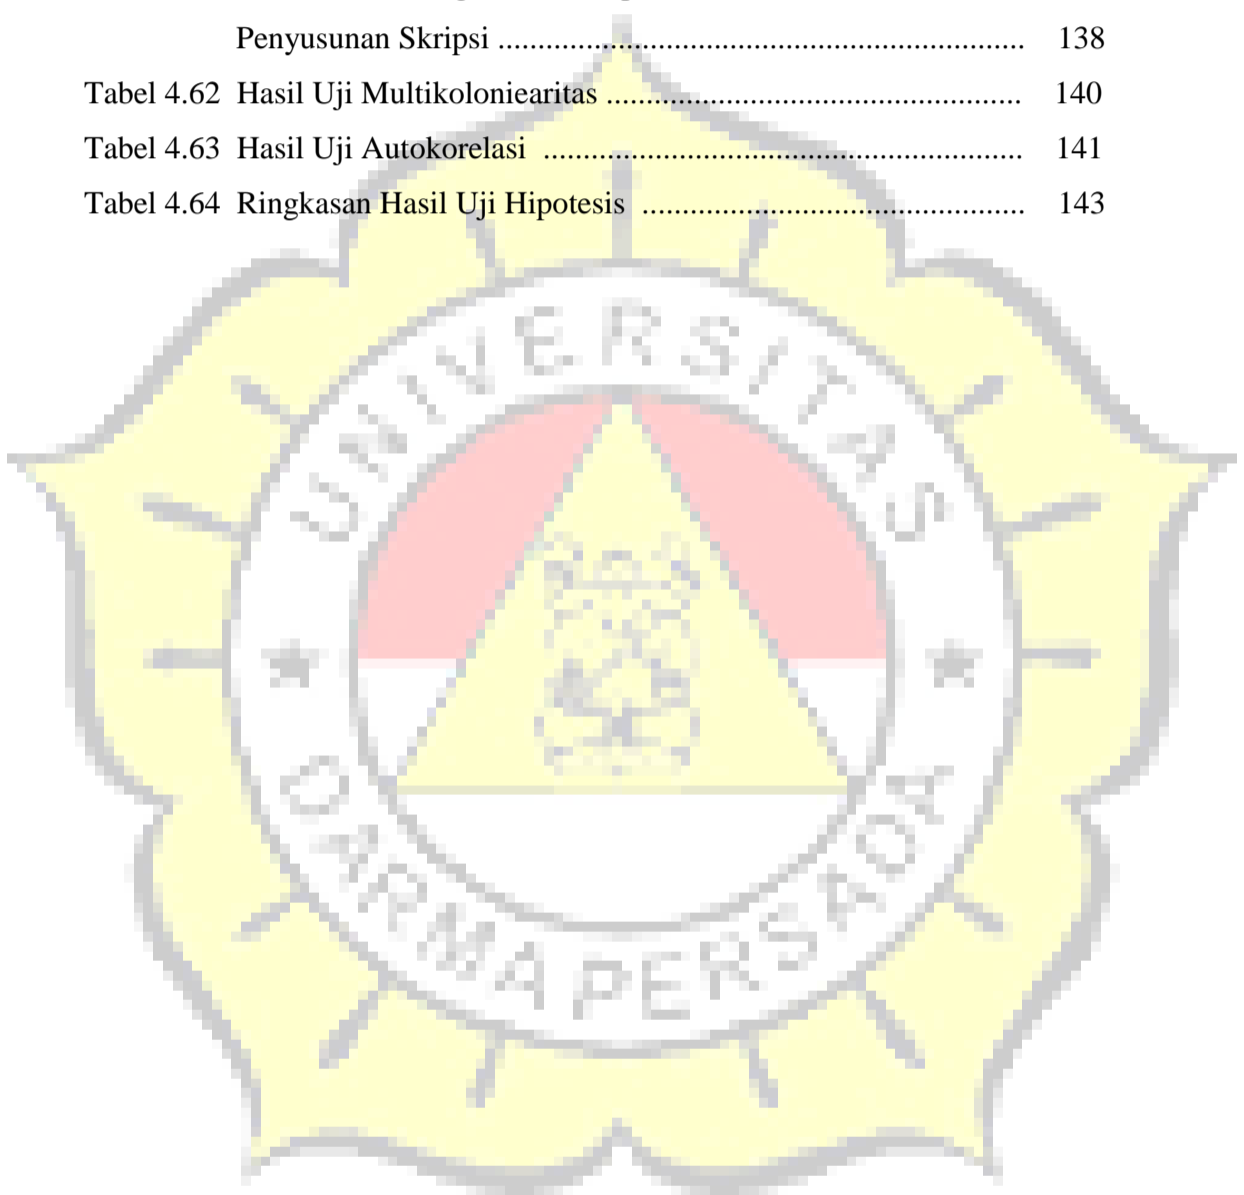 Penyusunan Skripsi ................................................................. 138
Tabel 4.62 Hasil Uji Multikoloniearitas .................................................... 140
Tabel 4.63 Hasil Uji Autokorelasi ............................................................ 141
Tabel 4.64 Ringkasan Hasil Uji Hipotesis ................................................ 143
UNIVERSITAS
DARMA PERSADA